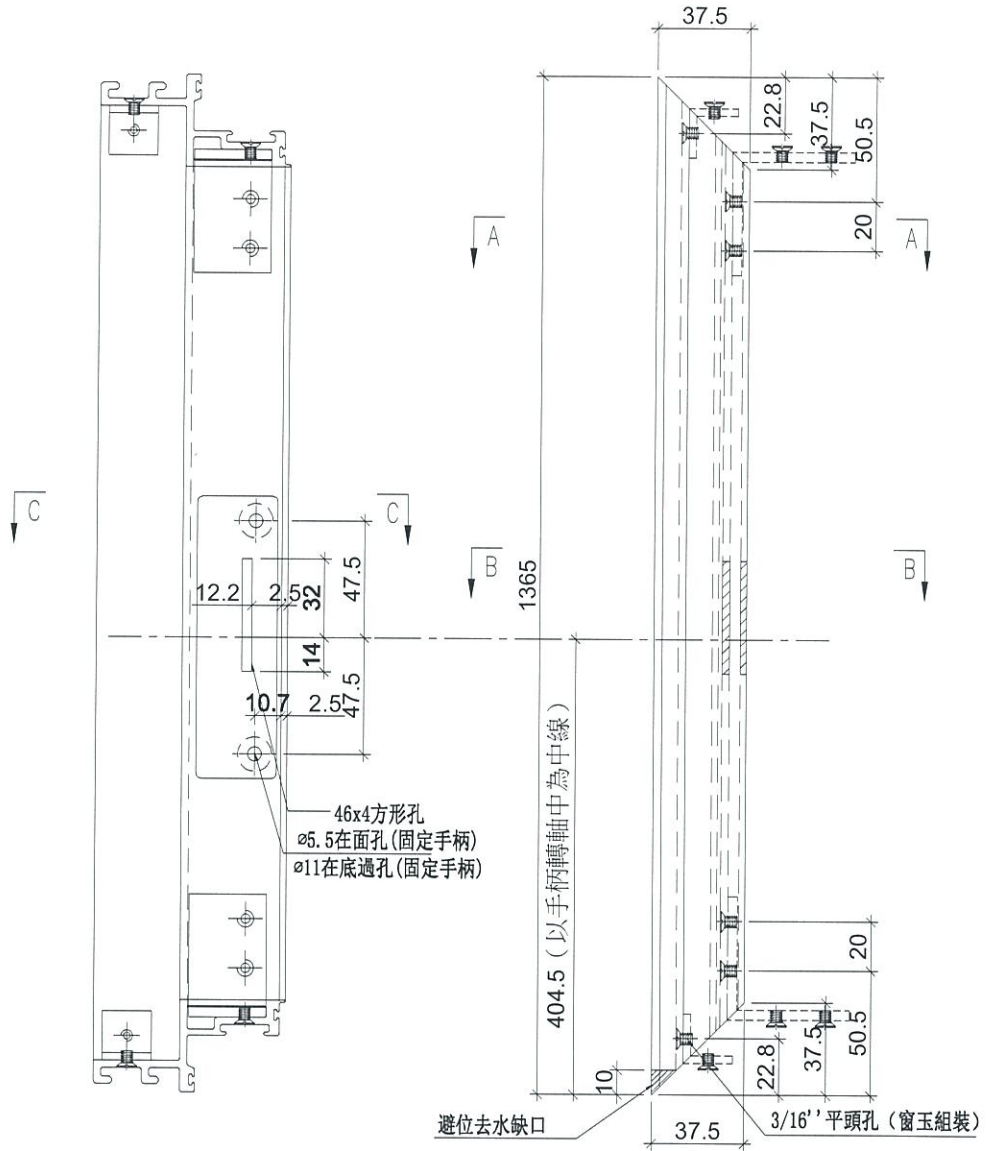 37.5
22.8
37.5
50.5
20
A
A
C
C
B
B
1365
12.2
2.5
32
47.5
14
10.7
2.5
47.5
46x4方形孔
ø5.5在面孔(固定手柄)
ø11在底過孔(固定手柄)
404.5（以手柄轉軸中為中線）
20
50.5
37.5
22.8
10
避位去水缺口
37.5
3/16''平頭孔（窗玉組裝）